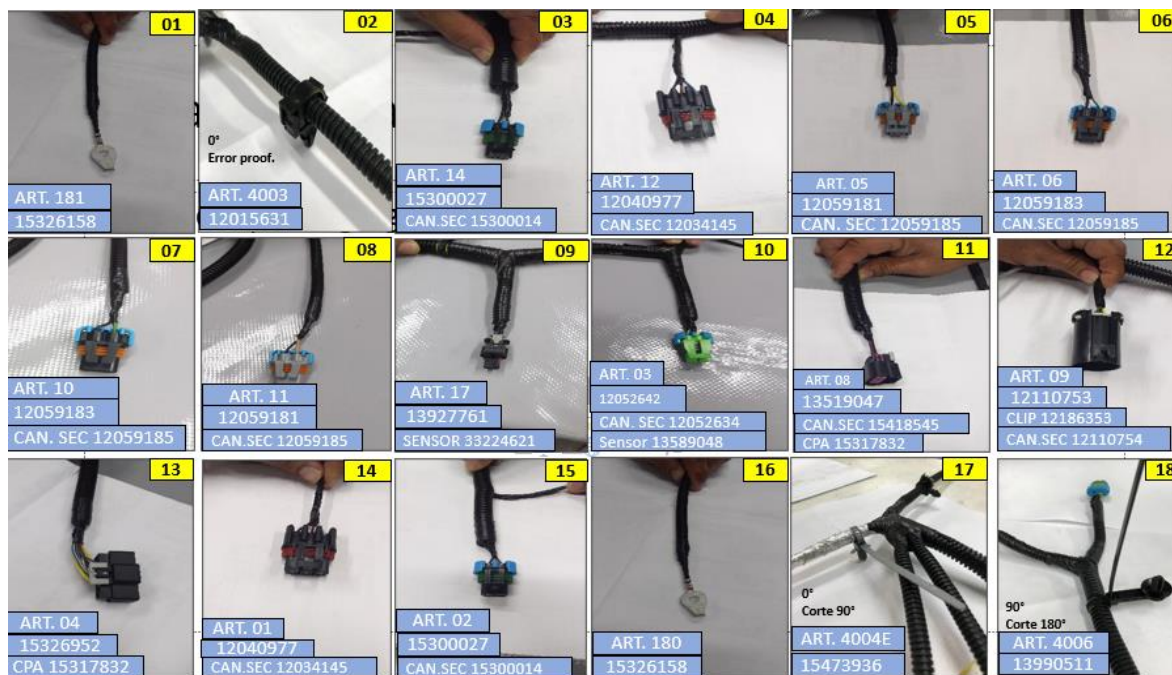 01
ART. 181
15326158
02
0°
Error proof.
ART. 4003
12015631
03
ART. 14
15300027
CAN.SEC 15300014
04
ART. 12
12040977
CAN.SEC 12034145
05
ART. 05
12059181
CAN. SEC 12059185
06
ART. 06
12059183
CAN.SEC 12059185
07
ART. 10
12059183
CAN. SEC 12059185
08
ART. 11
12059181
CAN.SEC 12059185
09
ART. 17
13927761
SENSOR 33224621
10
ART. 03
12052642
CAN. SEC 12052634
Sensor 13589048
11
ART. 08
13519047
CAN.SEC 15418545
CPA 15317832
12
ART. 09
12110753
CLIP 12186353
CAN.SEC 12110754
13
ART. 04
15326952
CPA 15317832
14
ART. 01
12040977
CAN.SEC 12034145
15
ART. 02
15300027
CAN.SEC 15300014
16
ART. 180
15326158
17
0°
Corte 90°
ART. 4004E
15473936
18
90°
Corte 180°
ART. 4006
13990511